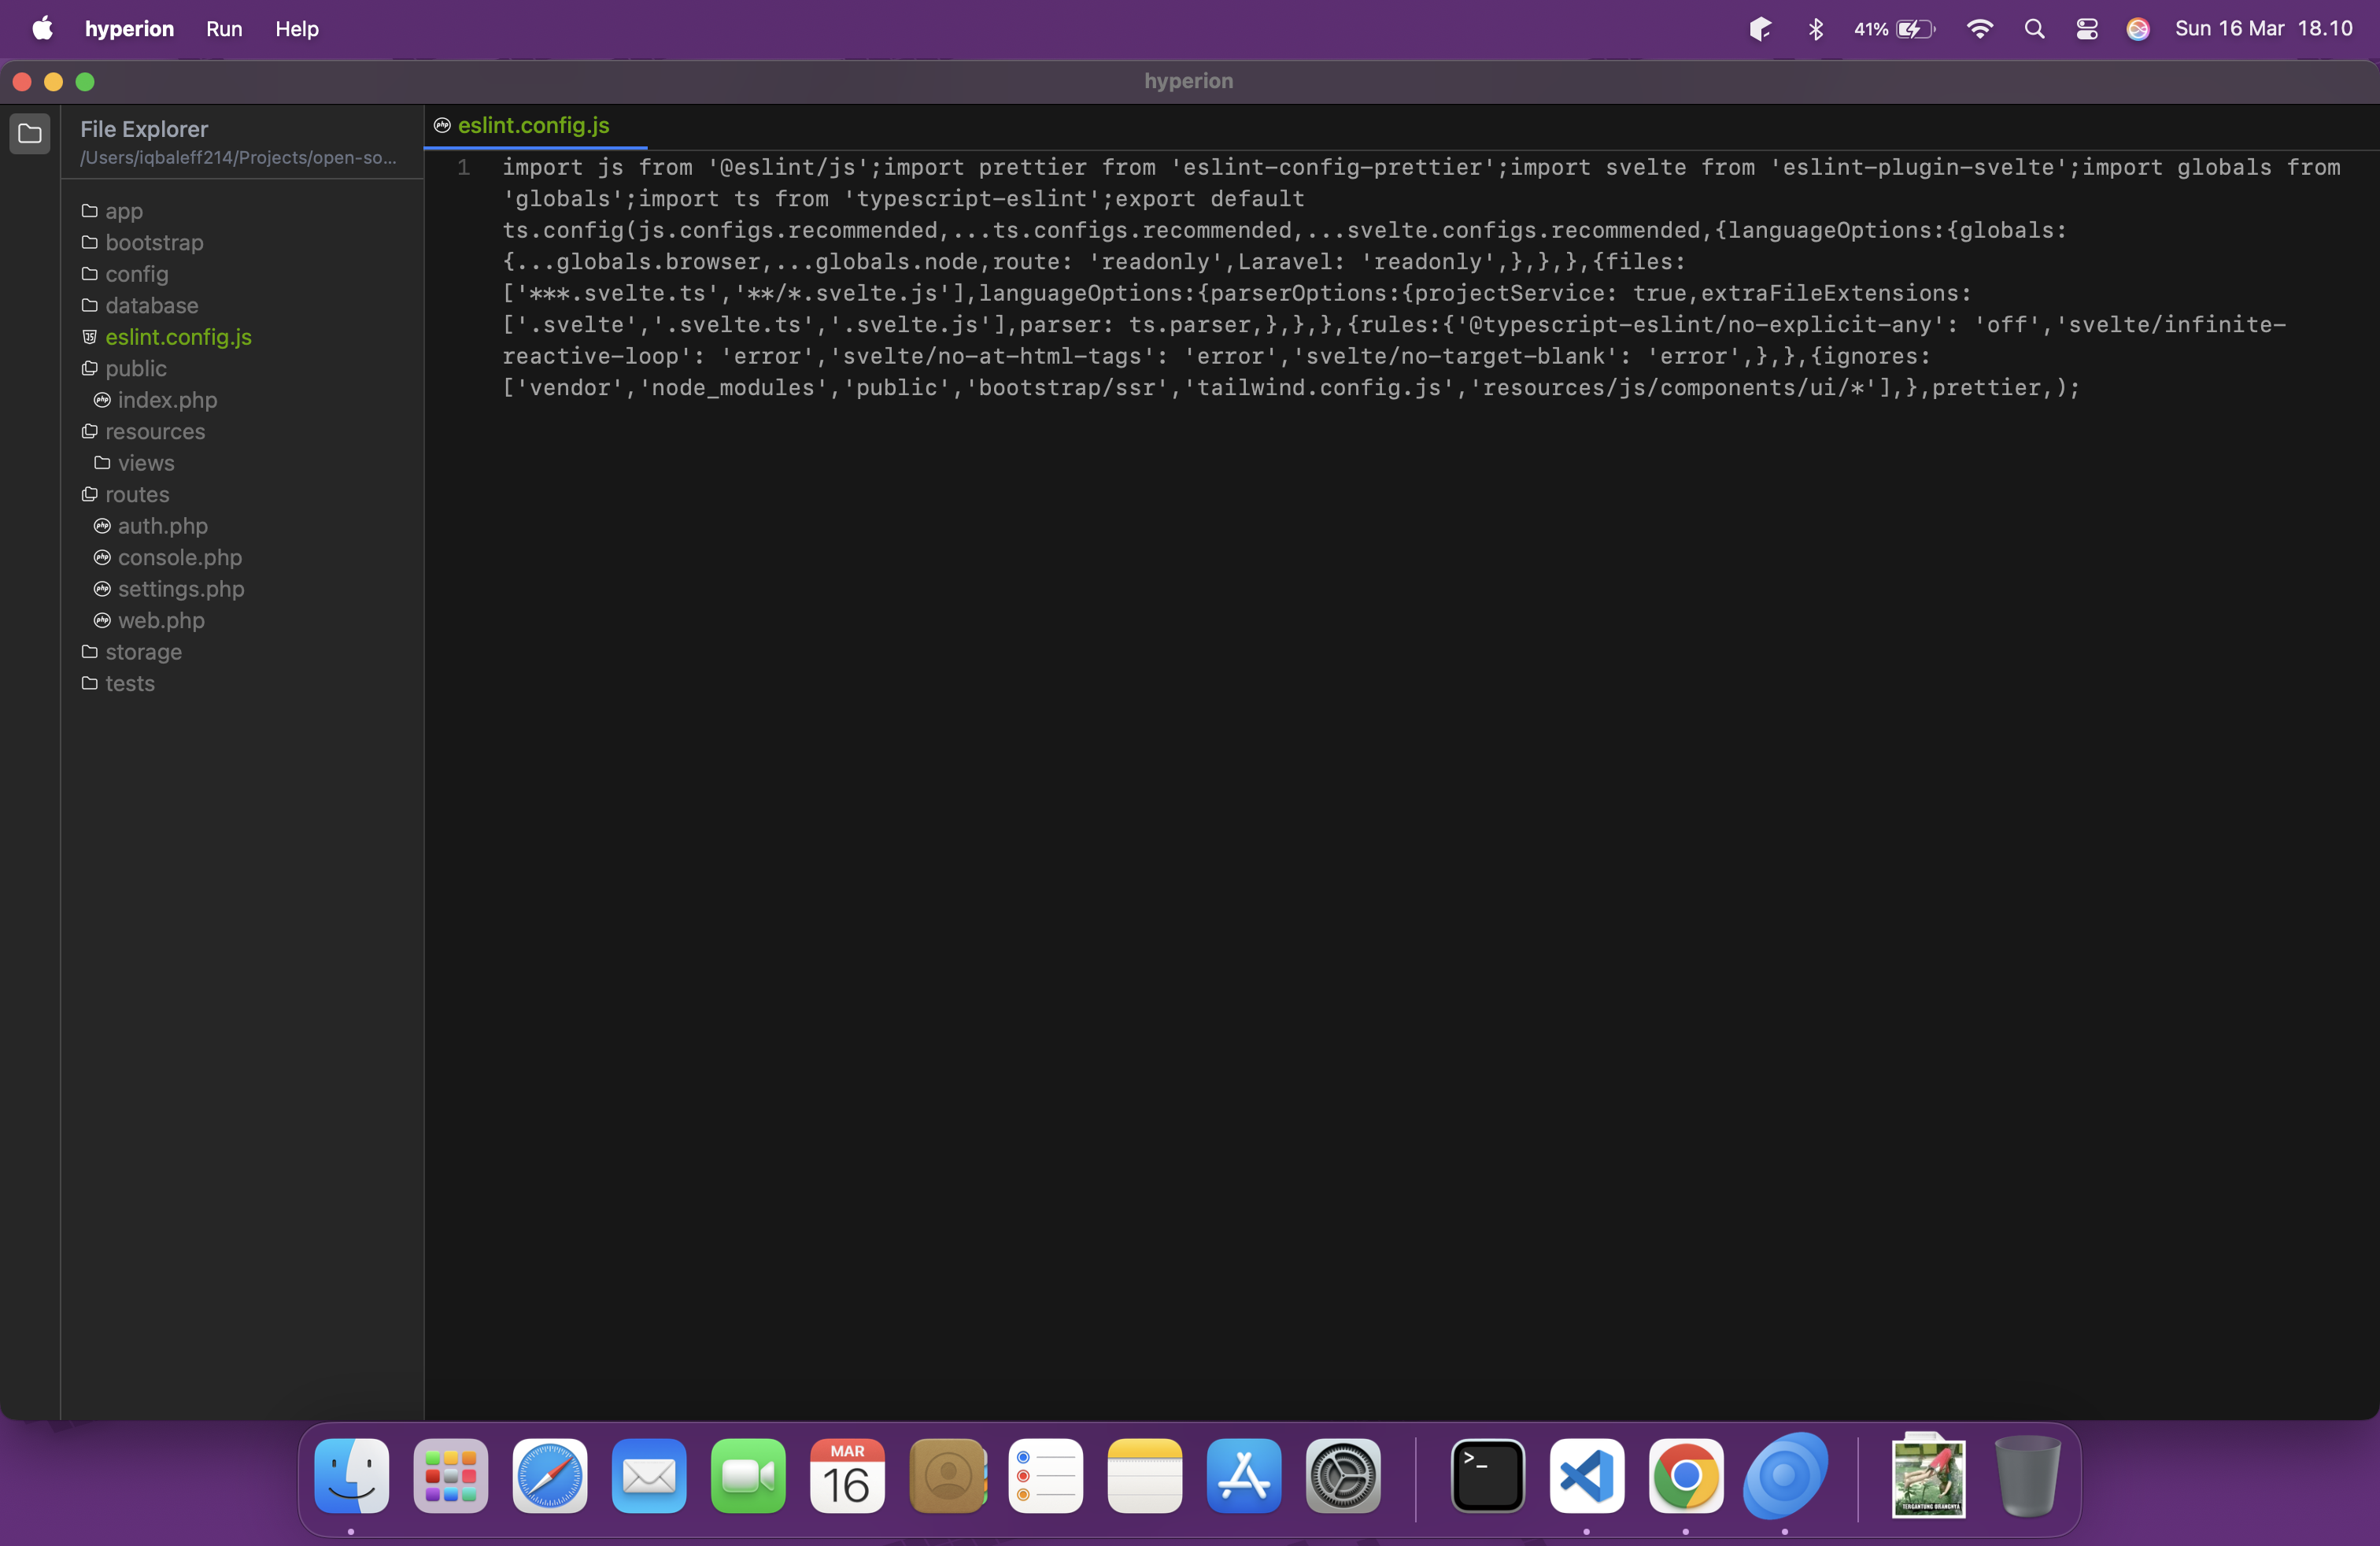 hyperion Run Help 41% Sun 16 Mar 18.10
hyperion
File Explorer
/Users/iqbaleff214/Projects/open-so...
app
bootstrap
config
database
eslint.config.js
public
index.php
resources
views
routes
auth.php
console.php
settings.php
web.php
storage
tests
eslint.config.js
1 import js from '@eslint/js';import prettier from 'eslint-config-prettier';import svelte from 'eslint-plugin-svelte';import globals from
'globals';import ts from 'typescript-eslint';export default
ts.config(js.configs.recommended,...ts.configs.recommended,...svelte.configs.recommended,{languageOptions:{globals:
{...globals.browser,...globals.node,route: 'readonly',Laravel: 'readonly',},},},{files:
['***.svelte.ts','**/*.svelte.js'],languageOptions:{parserOptions:{projectService: true,extraFileExtensions:
['.svelte','.svelte.ts','.svelte.js'],parser: ts.parser,},},},{rules:{'@typescript-eslint/no-explicit-any': 'off','svelte/infinite-
reactive-loop': 'error','svelte/no-at-html-tags': 'error','svelte/no-target-blank': 'error',},},{ignores:
['vendor','node_modules','public','bootstrap/ssr','tailwind.config.js','resources/js/components/ui/*'],},prettier,);
MAR
16
>_
TERGANTUNG ORANGNYA